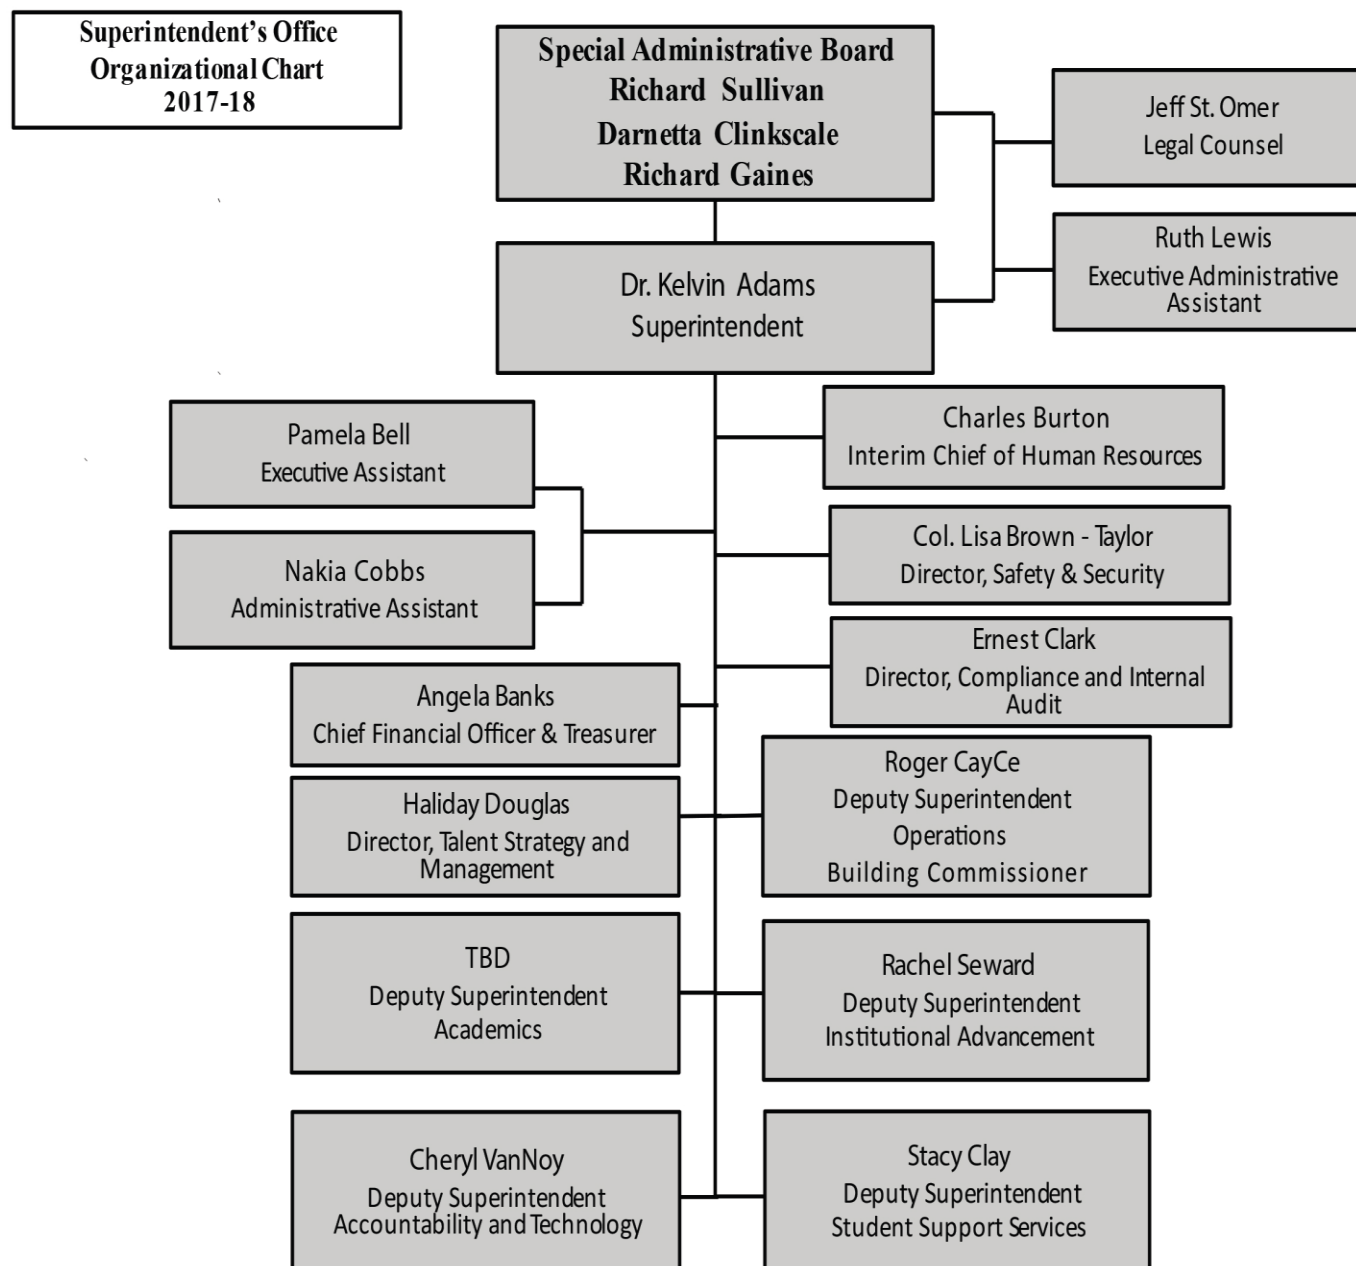 Superintendent’s Office
Organizational Chart
2017-18
Special Administrative Board
Richard Sullivan
Darnetta Clinkscale
Richard Gaines
Jeff St. Omer
Legal Counsel
Ruth Lewis
Executive Administrative
Assistant
Dr. Kelvin Adams
Superintendent
Pamela Bell
Executive Assistant
Charles Burton
Interim Chief of Human Resources
Nakia Cobbs
Administrative Assistant
Col. Lisa Brown - Taylor
Director, Safety & Security
Ernest Clark
Director, Compliance and Internal
Audit
Angela Banks
Chief Financial Officer & Treasurer
Haliday Douglas
Director, Talent Strategy and
Management
Roger CayCe
Deputy Superintendent
Operations
Building Commissioner
TBD
Deputy Superintendent
Academics
Rachel Seward
Deputy Superintendent
Institutional Advancement
Cheryl VanNoy
Deputy Superintendent
Accountability and Technology
Stacy Clay
Deputy Superintendent
Student Support Services